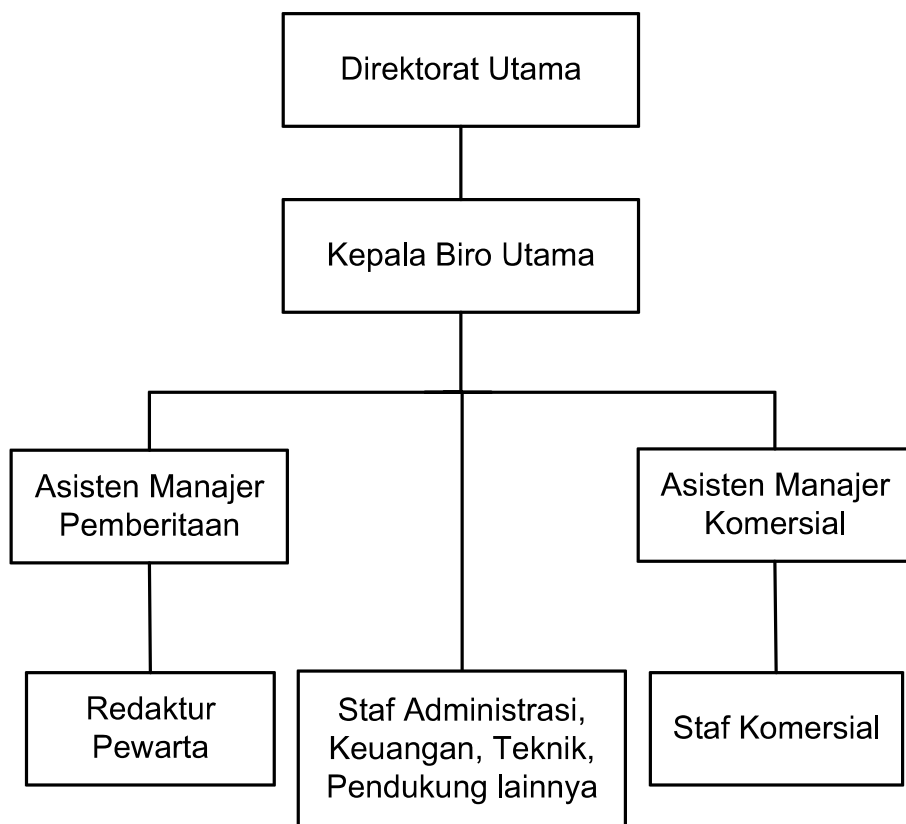 Direktorat Utama
Kepala Biro Utama
Asisten Manajer
Pemberitaan
Asisten Manajer
Komersial
Redaktur
Pewarta
Staf Administrasi,
Keuangan, Teknik,
Pendukung lainnya
Staf Komersial